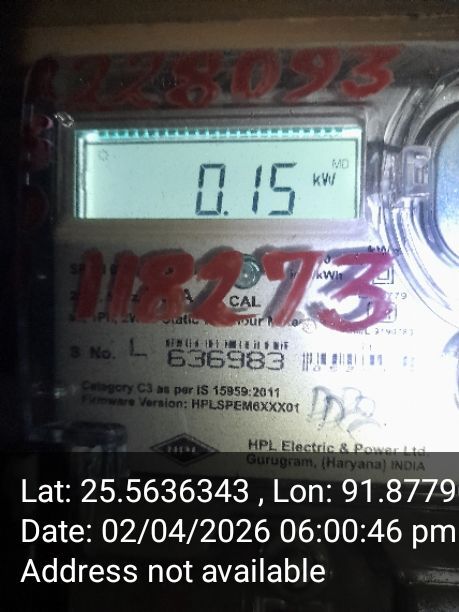 228093
MD
0.15 kW
118273
kWh
CAL
S No. L 636983
Category C3 as per IS 15959:2011
Firmware Version: HPLSPEM6XXX01
HPL
HPL Electric & Power Ltd
Gurugram, (Haryana) INDIA
Lat: 25.5636343 , Lon: 91.8779
Date: 02/04/2026 06:00:46 pm
Address not available